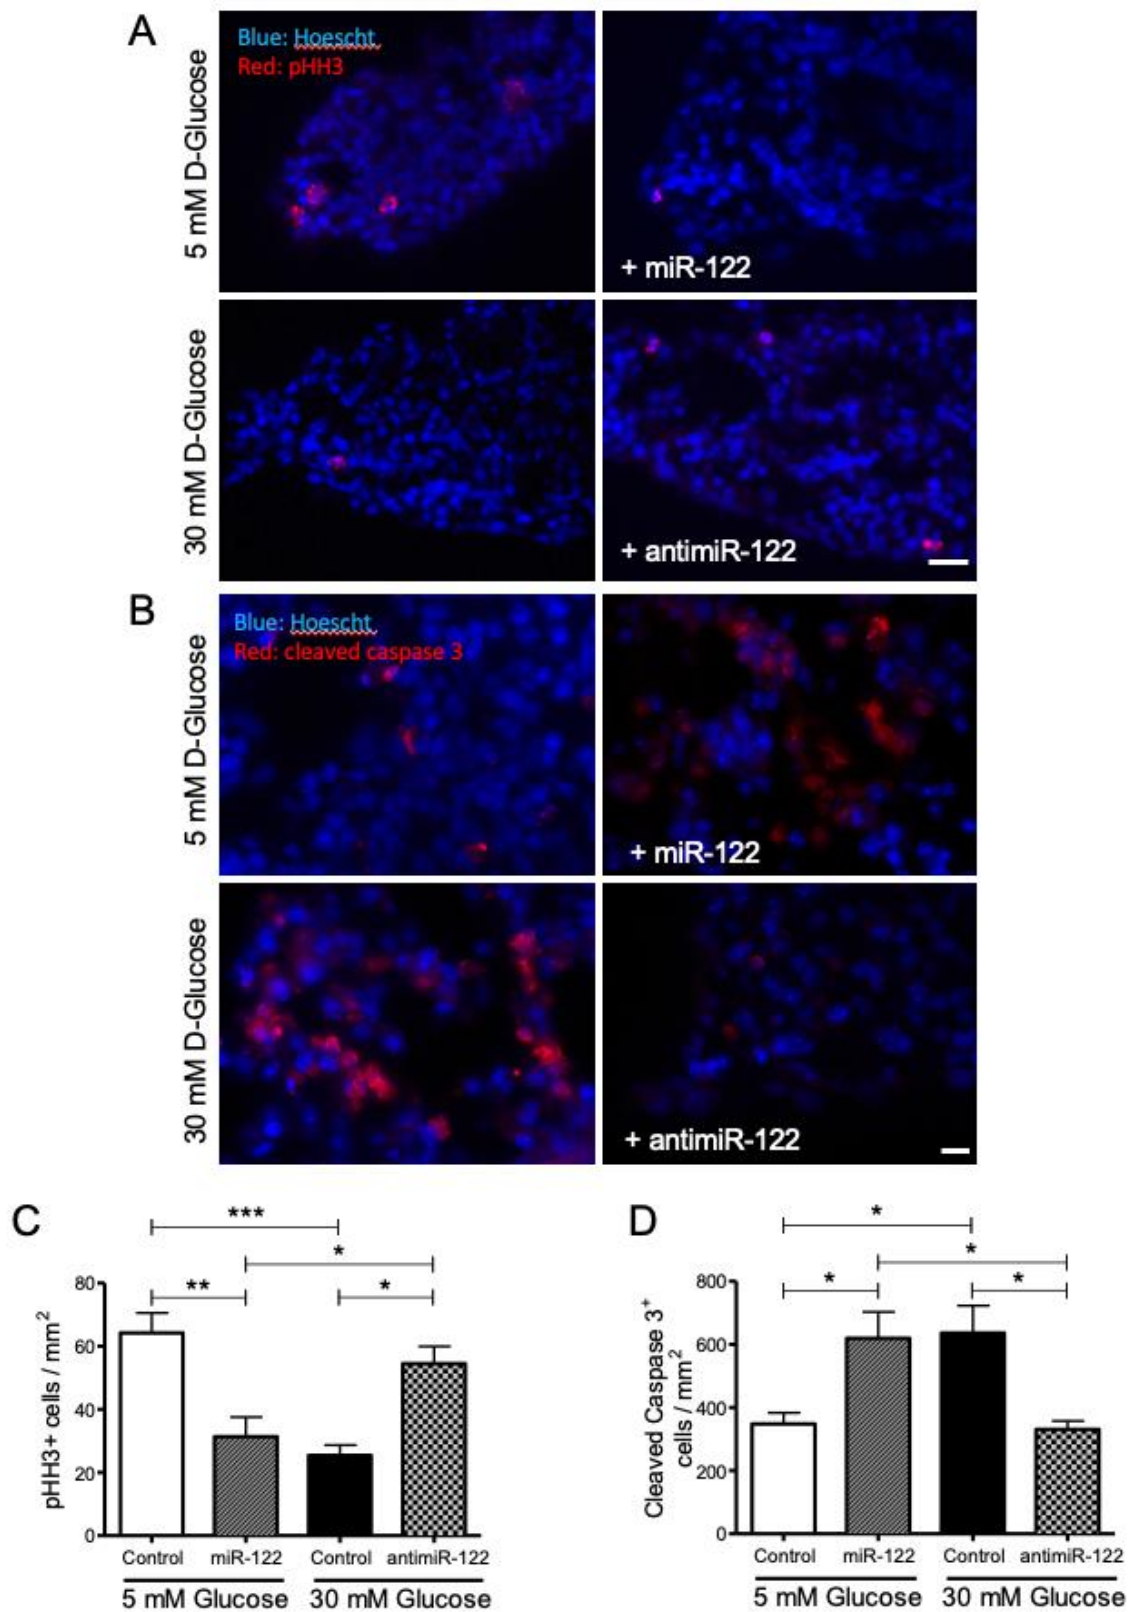 A
Blue: Hoescht
Red: pHH3
5 mM D-Glucose
+ miR-122
30 mM D-Glucose
+ antimiR-122
B
Blue: Hoescht
Red: cleaved caspase 3
5 mM D-Glucose
+ miR-122
30 mM D-Glucose
+ antimiR-122
C
***
*
**
*
pHH3+ cells / mm²
80
60
40
20
0
Control miR-122 Control antimiR-122
5 mM Glucose 30 mM Glucose
D
*
*
*
*
Cleaved Caspase 3⁺
cells / mm²
800
600
400
200
0
Control miR-122 Control antimiR-122
5 mM Glucose 30 mM Glucose